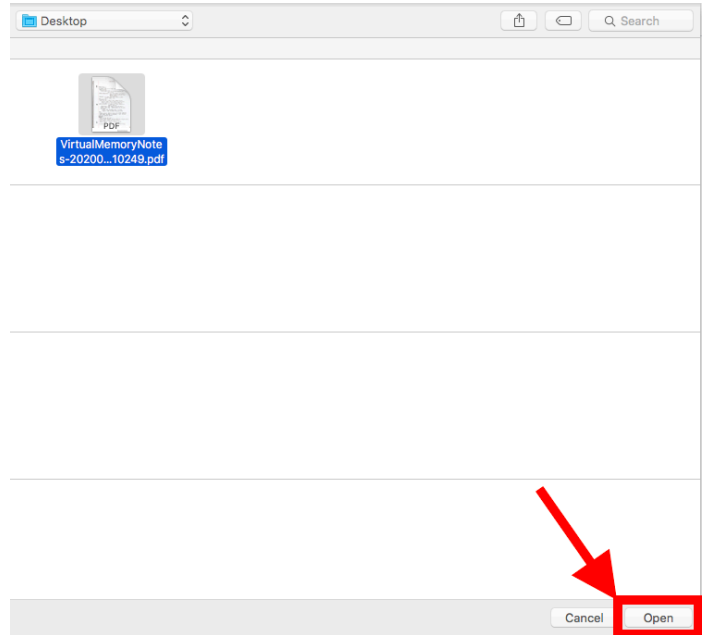 Desktop
Search
PDF
VirtualMemoryNote
s-20200...10249.pdf
Cancel
Open